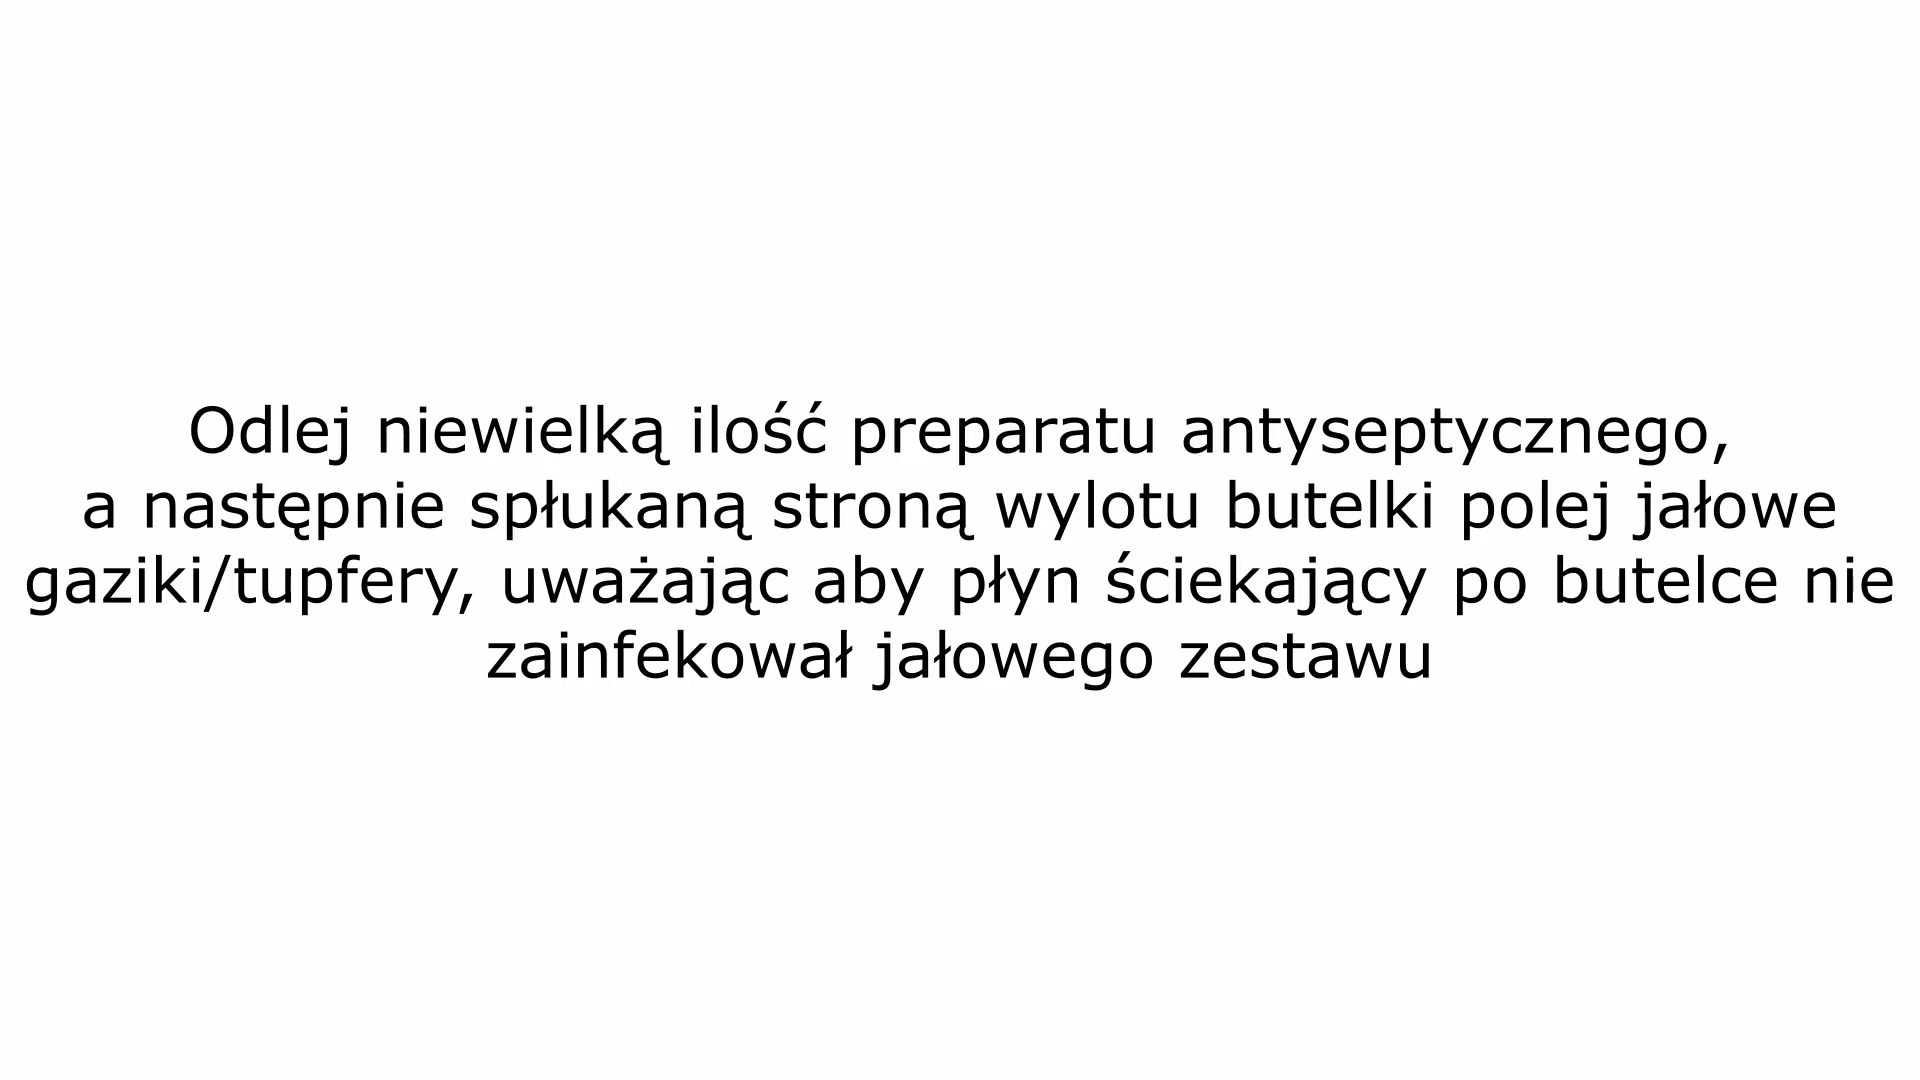 Odlej niewielką ilość preparatu antyseptycznego,
a następnie spłukaną stroną wylotu butelki polej jałowe
gaziki/tupfery, uważając aby płyn ściekający po butelce nie
zainfekował jałowego zestawu